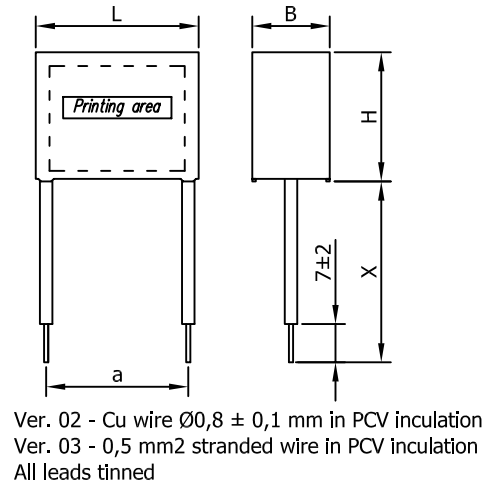 L
B
Printing area
H
7±2
X
a
Ver. 02 - Cu wire Ø0,8 ± 0,1 mm in PCV inculation
Ver. 03 - 0,5 mm2 stranded wire in PCV inculation
All leads tinned